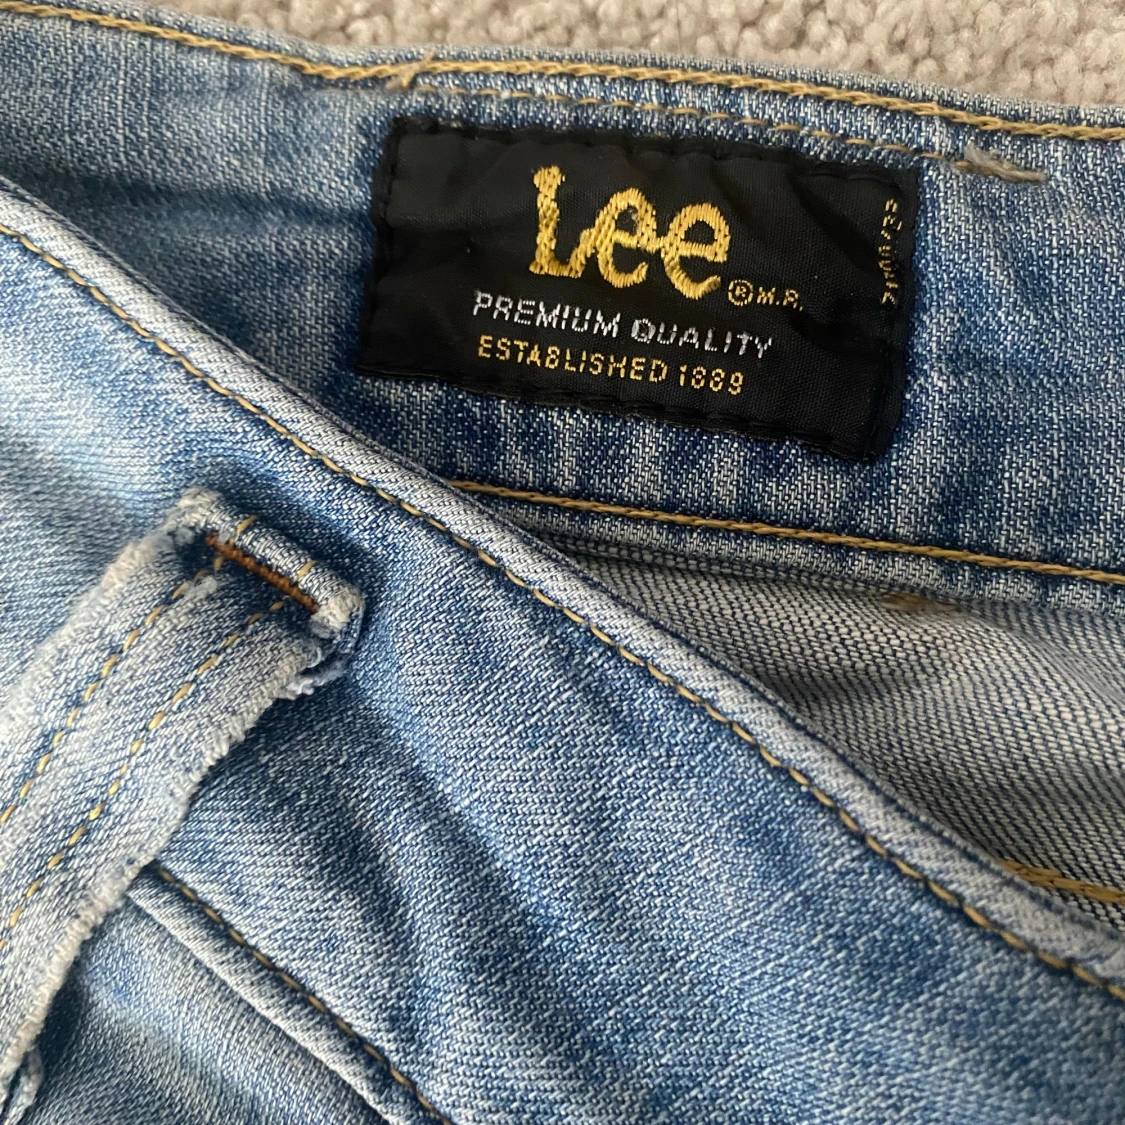 Lee ® M.R.
PREMIUM QUALITY
ESTABLISHED 1889